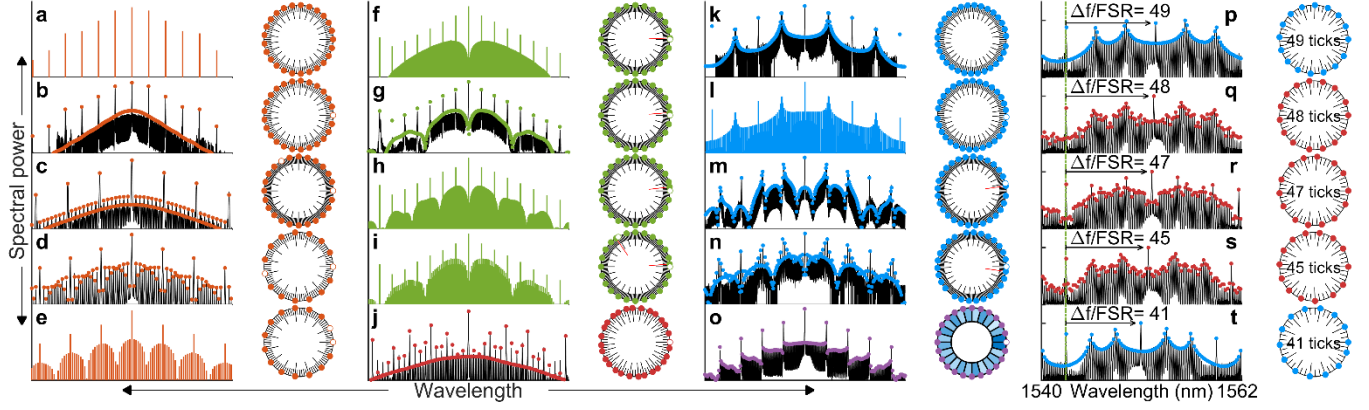 Spectral power
a
b
c
d
e
f
g
h
i
j
k
l
m
n
o
Δf/FSR= 49 p
49 ticks
Δf/FSR= 48 q
48 ticks
Δf/FSR= 47 r
47 ticks
Δf/FSR= 45 s
45 ticks
Δf/FSR= 41 t
41 ticks
Wavelength
1540 Wavelength (nm) 1562